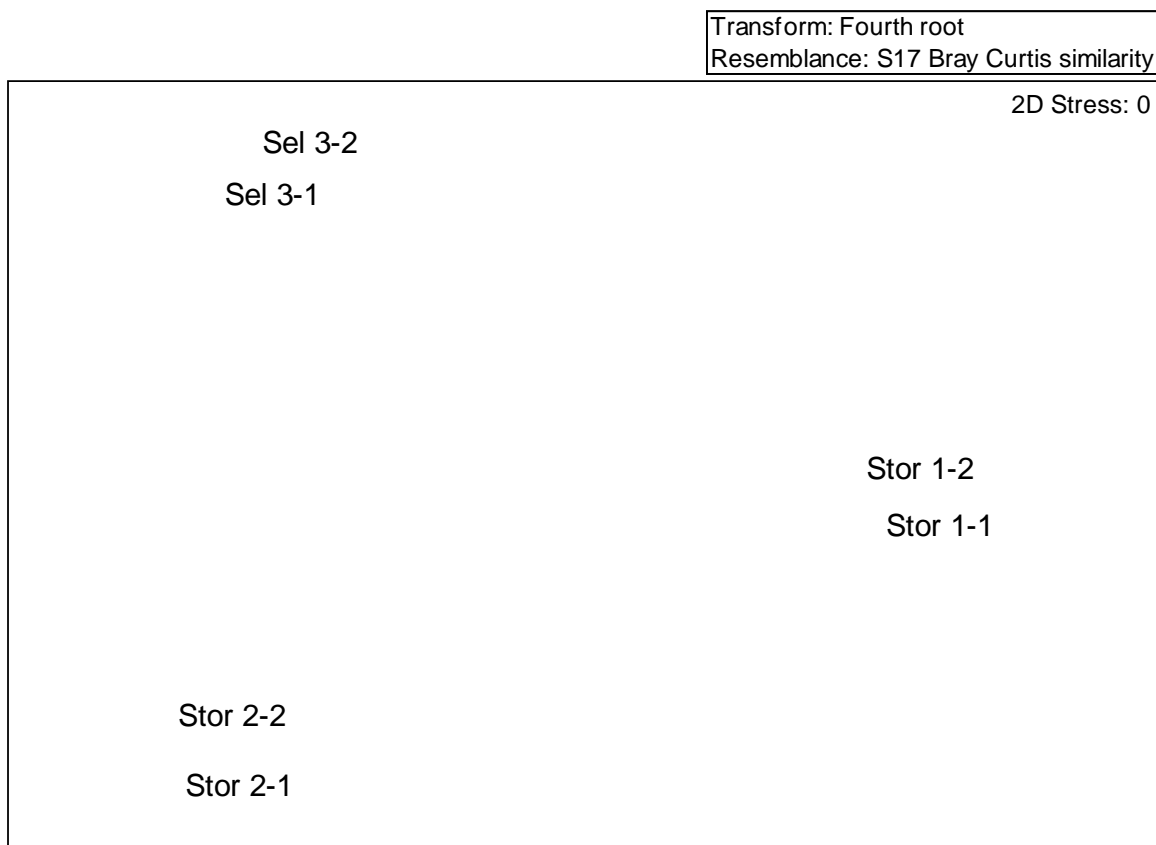 Transform: Fourth root
Resemblance: S17 Bray Curtis similarity
2D Stress: 0
Sel 3-2
Sel 3-1
Stor 1-2
Stor 1-1
Stor 2-2
Stor 2-1